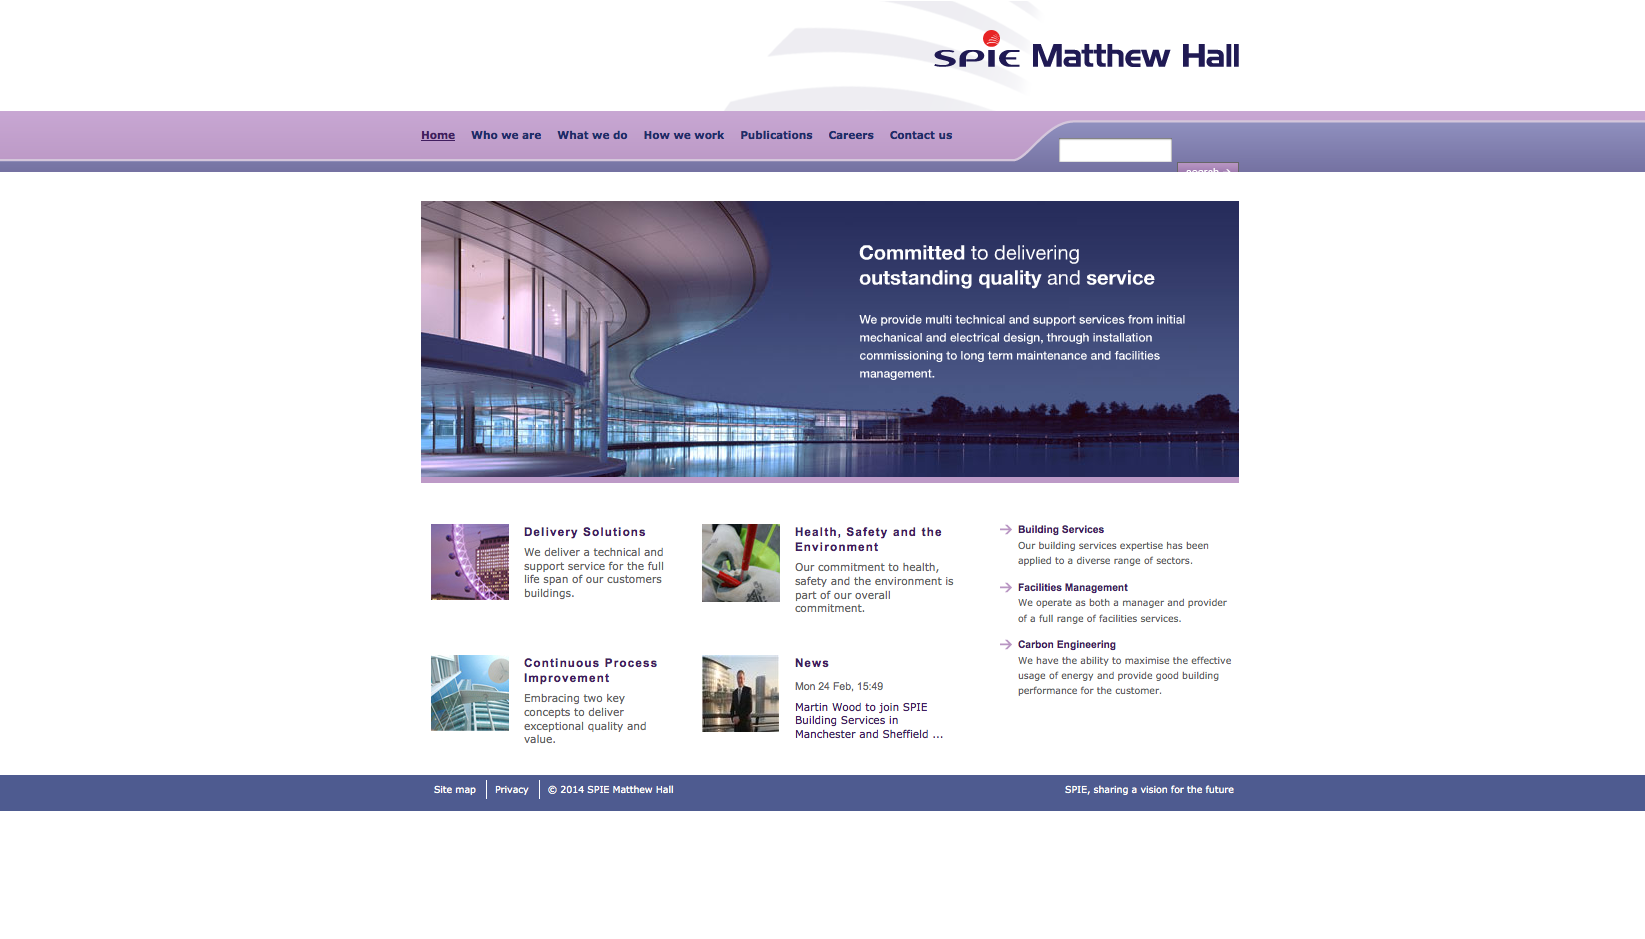 SPIE Matthew Hall
Home Who we are What we do How we work Publications Careers Contact us
search
Committed to delivering
outstanding quality and service
We provide multi technical and support services from initial
mechanical and electrical design, through installation
commissioning to long term maintenance and facilities
management.
Delivery Solutions
We deliver a technical and
support service for the full
life span of our customers
buildings.
Health, Safety and the
Environment
Our commitment to health,
safety and the environment is
part of our overall
commitment.
Continuous Process
Improvement
Embracing two key
concepts to deliver
exceptional quality and
value.
News
Mon 24 Feb, 15:49
Martin Wood to join SPIE
Building Services in
Manchester and Sheffield ...
Building Services
Our building services expertise has been
applied to a diverse range of sectors.
Facilities Management
We operate as both a manager and provider
of a full range of facilities services.
Carbon Engineering
We have the ability to maximise the effective
usage of energy and provide good building
performance for the customer.
Site map Privacy © 2014 SPIE Matthew Hall
SPIE, sharing a vision for the future